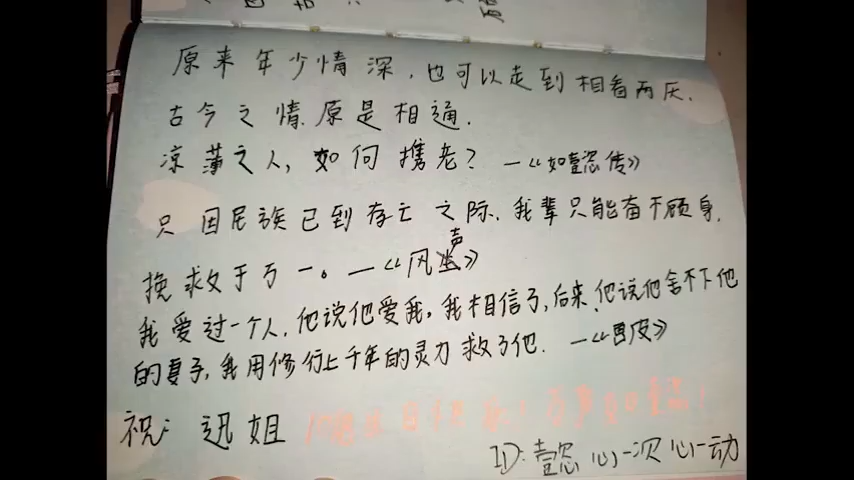 原来年少情深,也可以走到相看两厌.
古今之情.原是相通.
凉薄之人,如何携老?—《如懿传》
只因民族已到存亡之际.我辈只能奋不顾身.
挽救于万一。—《风声》
我爱过一个人.他说他爱我,我相信了,后来、他说他舍不下他
的妻子,我用修行上千年的灵力救了他.—《画皮》
祝:迅姐
ID:懿恣心一次心一动